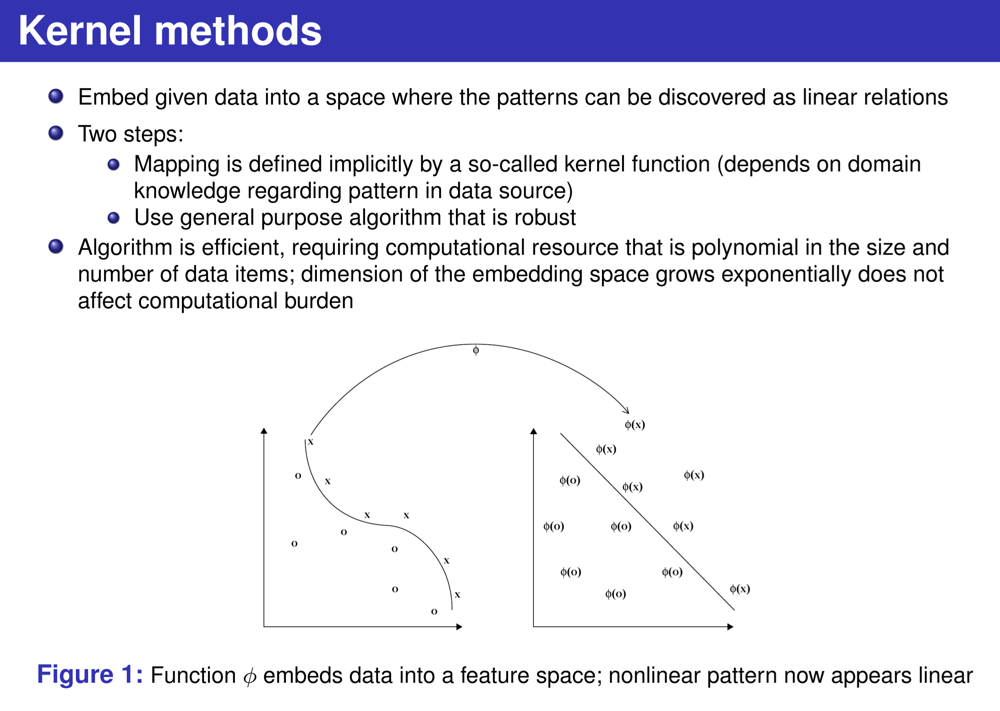 Kernel methods
Embed given data into a space where the patterns can be discovered as linear relations
Two steps:
Mapping is defined implicitly by a so-called kernel function (depends on domain
knowledge regarding pattern in data source)
Use general purpose algorithm that is robust
Algorithm is efficient, requiring computational resource that is polynomial in the size and
number of data items; dimension of the embedding space grows exponentially does not
affect computational burden
ϕ
x
o
x
x
x
o
o
o
x
o
x
o
ϕ(x)
ϕ(x)
ϕ(x)
ϕ(o)
ϕ(x)
ϕ(o)
ϕ(o)
ϕ(x)
ϕ(o)
ϕ(o)
ϕ(x)
ϕ(o)
Figure 1: Function ϕ embeds data into a feature space; nonlinear pattern now appears linear